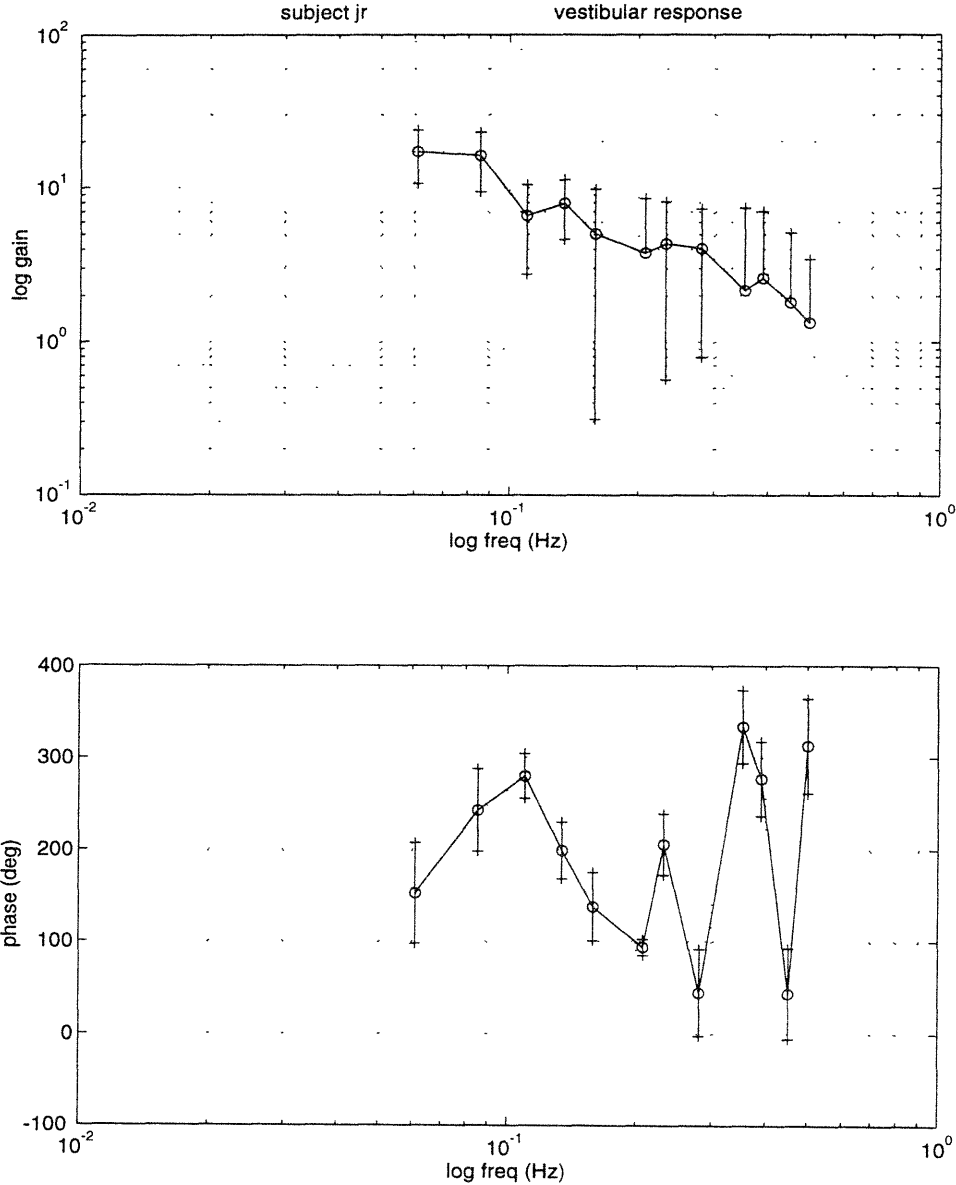 subject jr vestibular response
10^2
10^1
10^0
10^-1
log gain
10^-2 10^-1 10^0
log freq (Hz)
400
300
200
100
0
-100
phase (deg)
10^-2 10^-1 10^0
log freq (Hz)